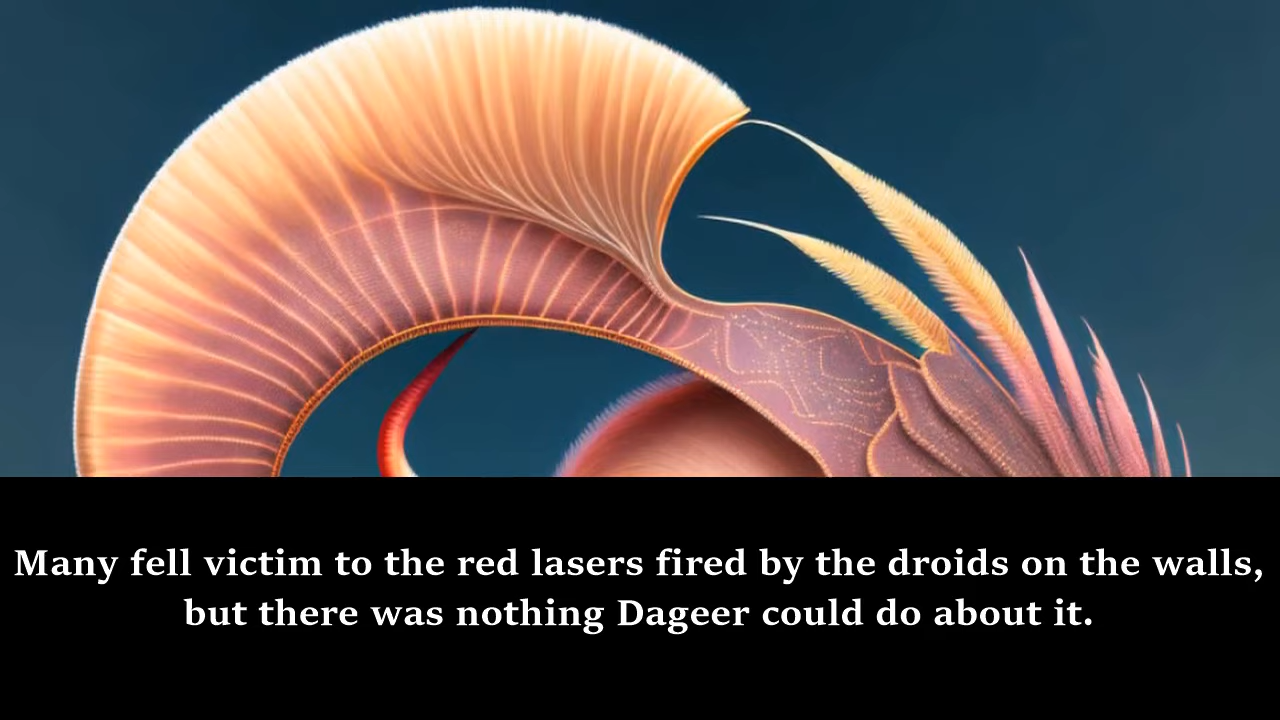 Many fell victim to the red lasers fired by the droids on the walls,
but there was nothing Dageer could do about it.